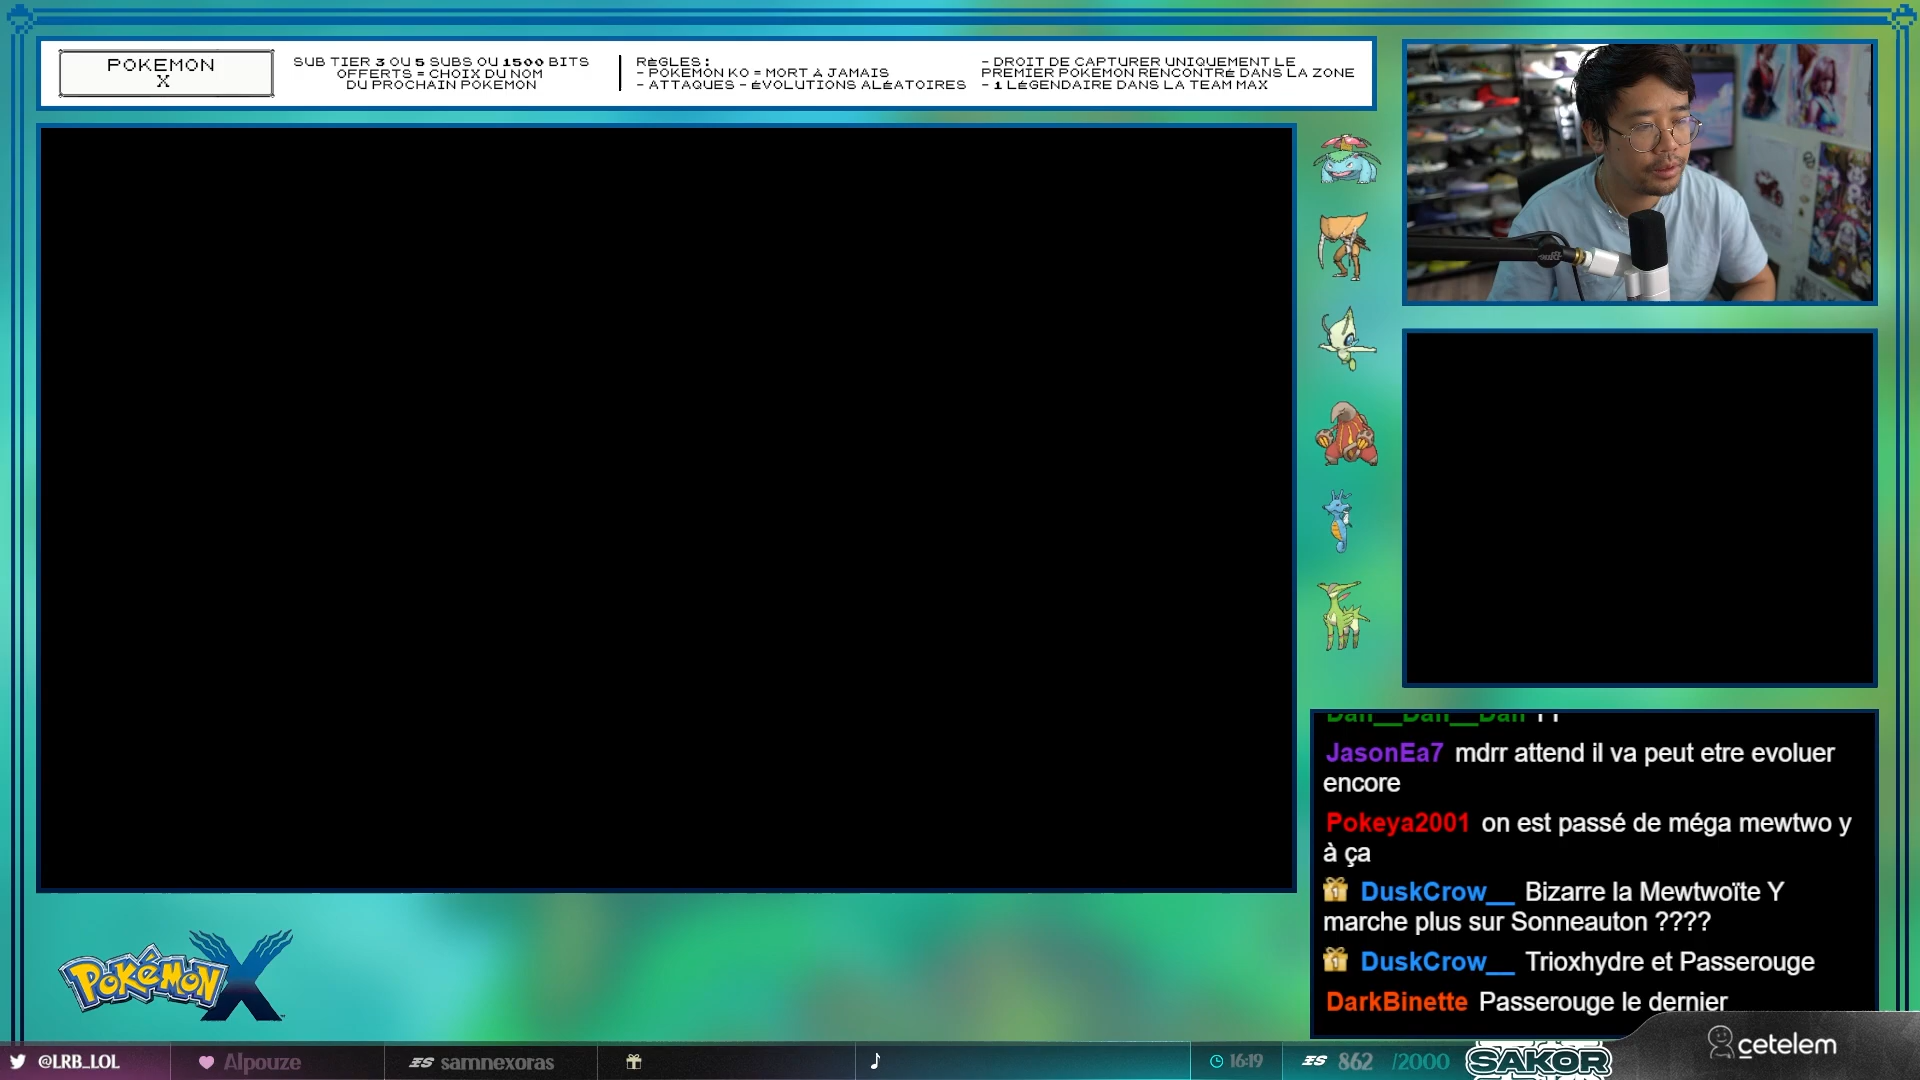 POKEMON
X
SUB TIER 3 OU 5 SUBS OU 1500 BITS
OFFERTS = CHOIX DU NOM
DU PROCHAIN POKEMON
RÈGLES :
- POKEMON KO = MORT À JAMAIS
- ATTAQUES - ÉVOLUTIONS ALÉATOIRES
- DROIT DE CAPTURER UNIQUEMENT LE
PREMIER POKEMON RENCONTRÉ DANS LA ZONE
- 1 LÉGENDAIRE DANS LA TEAM MAX
JasonEa7 mdrr attend il va peut etre evoluer
encore
Pokeya2001 on est passé de méga mewtwo y
à ça
DuskCrow__ Bizarre la Mewtwoïte Y
marche plus sur Sonneauton ????
DuskCrow__ Trioxhydre et Passerouge
DarkBinette Passerouge le dernier
POKéMON X
@LRB_LOL
Alpouze
samnexoras
16:19
862 /2000
SAKOR
cetelem